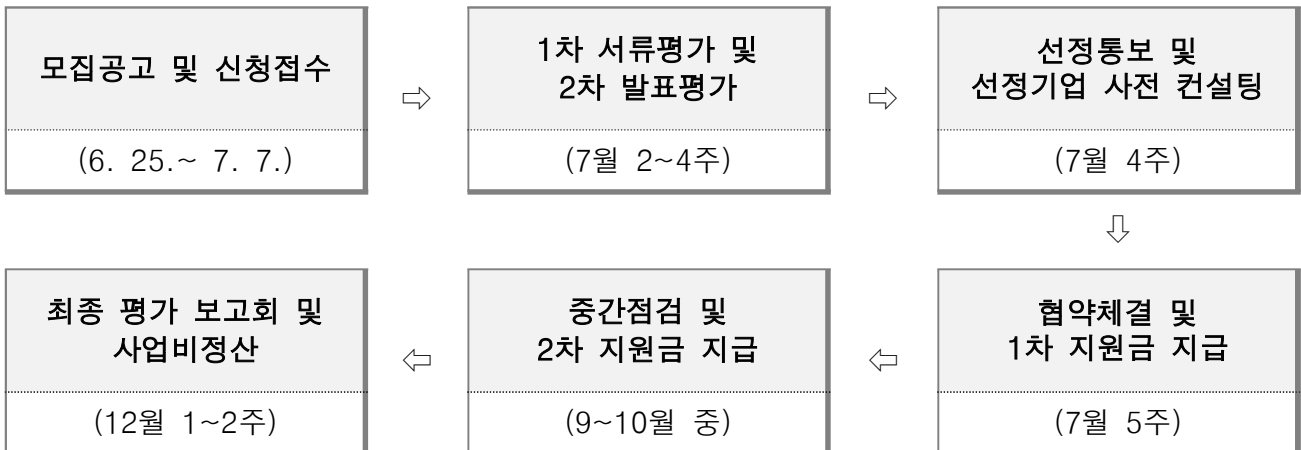 모집공고 및 신청접수
(6. 25.~ 7. 7.)
⇨
1차 서류평가 및
2차 발표평가
(7월 2~4주)
⇨
선정통보 및
선정기업 사전 컨설팅
(7월 4주)
⇩
협약체결 및
1차 지원금 지급
(7월 5주)
⇦
중간점검 및
2차 지원금 지급
(9~10월 중)
⇦
최종 평가 보고회 및
사업비정산
(12월 1~2주)